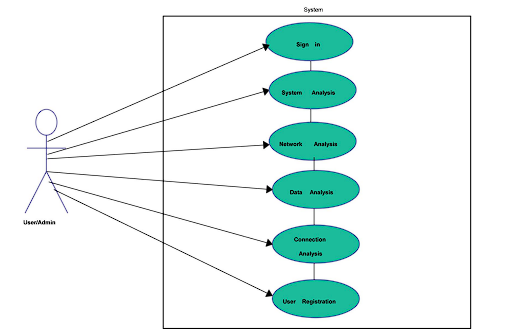 System
Sign in
System Analysis
Network Analysis
Data Analysis
User/Admin
Connection
Analysis
User Registration